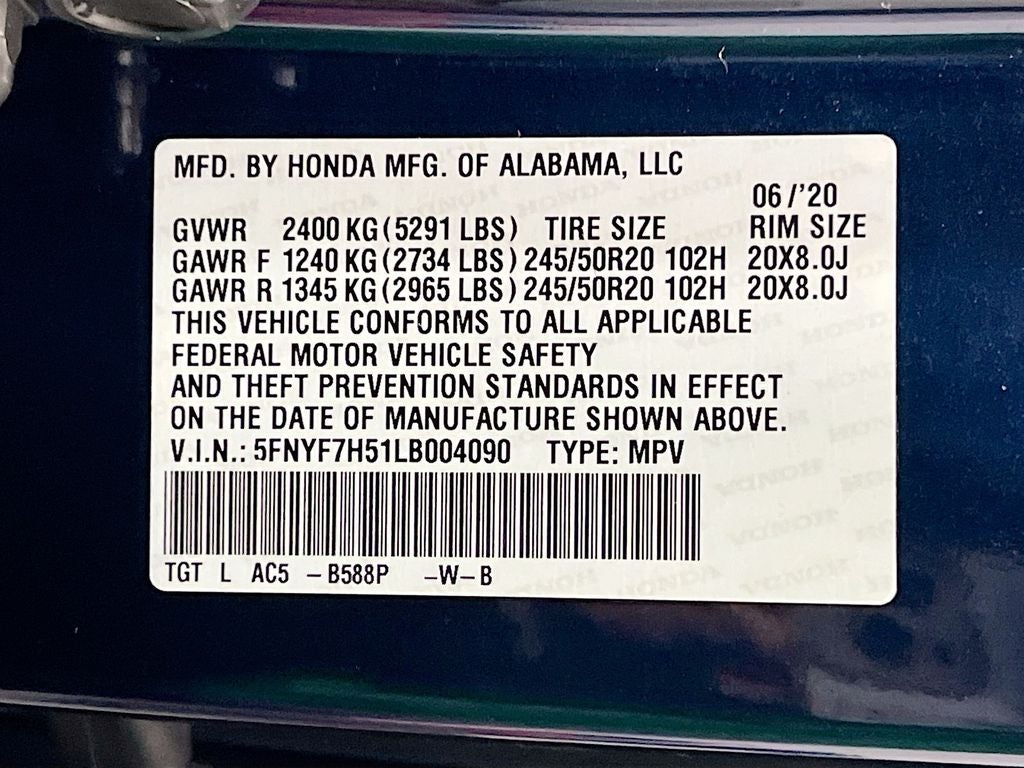 MFD. BY HONDA MFG. OF ALABAMA, LLC
06/'20
GVWR 2400 KG (5291 LBS) TIRE SIZE RIM SIZE
GAWR F 1240 KG (2734 LBS) 245/50R20 102H 20X8.0J
GAWR R 1345 KG (2965 LBS) 245/50R20 102H 20X8.0J
THIS VEHICLE CONFORMS TO ALL APPLICABLE
FEDERAL MOTOR VEHICLE SAFETY
AND THEFT PREVENTION STANDARDS IN EFFECT
ON THE DATE OF MANUFACTURE SHOWN ABOVE.
V.I.N.: 5FNYF7H51LB004090 TYPE: MPV
TGT L AC5 -B588P -W-B